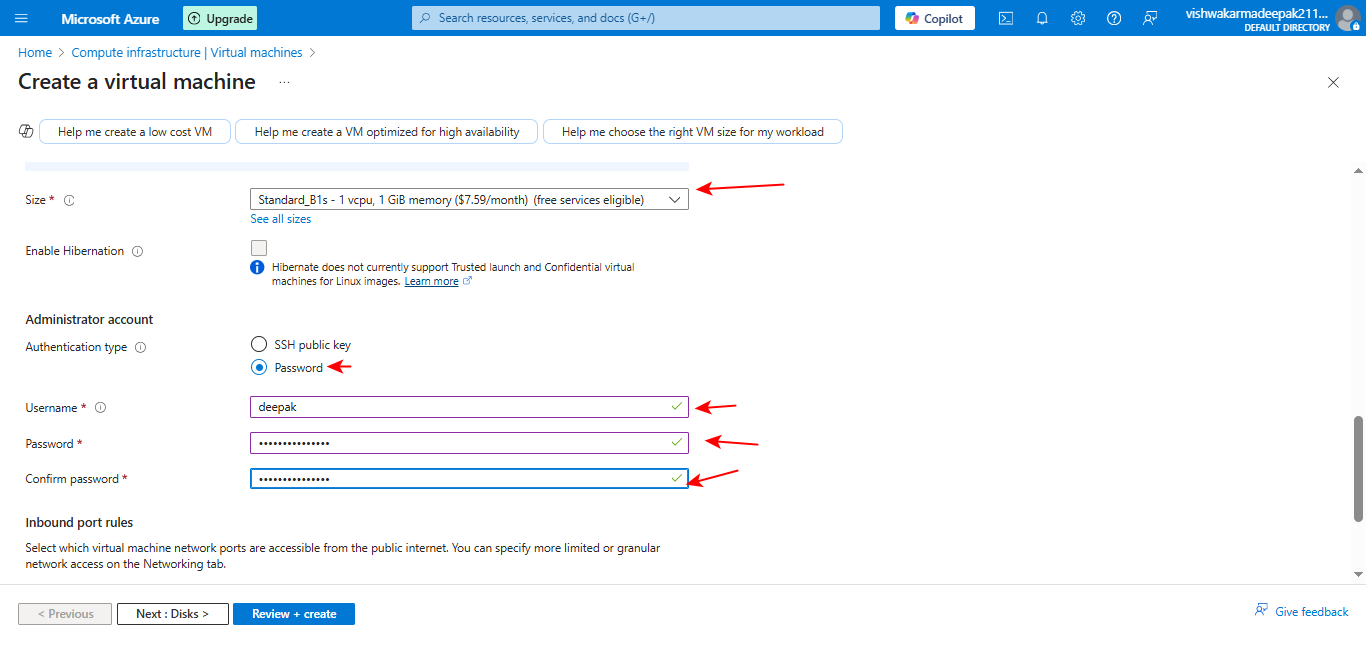 Microsoft Azure
Upgrade
Search resources, services, and docs (G+/)
Copilot
vishwakarmadeepak211...
DEFAULT DIRECTORY
Home > Compute infrastructure | Virtual machines >
Create a virtual machine ...
Help me create a low cost VM
Help me create a VM optimized for high availability
Help me choose the right VM size for my workload
Size *
Standard_B1s - 1 vcpu, 1 GiB memory ($7.59/month) (free services eligible)
See all sizes
Enable Hibernation
Hibernate does not currently support Trusted launch and Confidential virtual
machines for Linux images. Learn more
Administrator account
Authentication type
SSH public key
Password
Username *
deepak
Password *
•••••••••••••••
Confirm password *
•••••••••••••••
Inbound port rules
Select which virtual machine network ports are accessible from the public internet. You can specify more limited or granular
network access on the Networking tab.
< Previous
Next : Disks >
Review + create
Give feedback